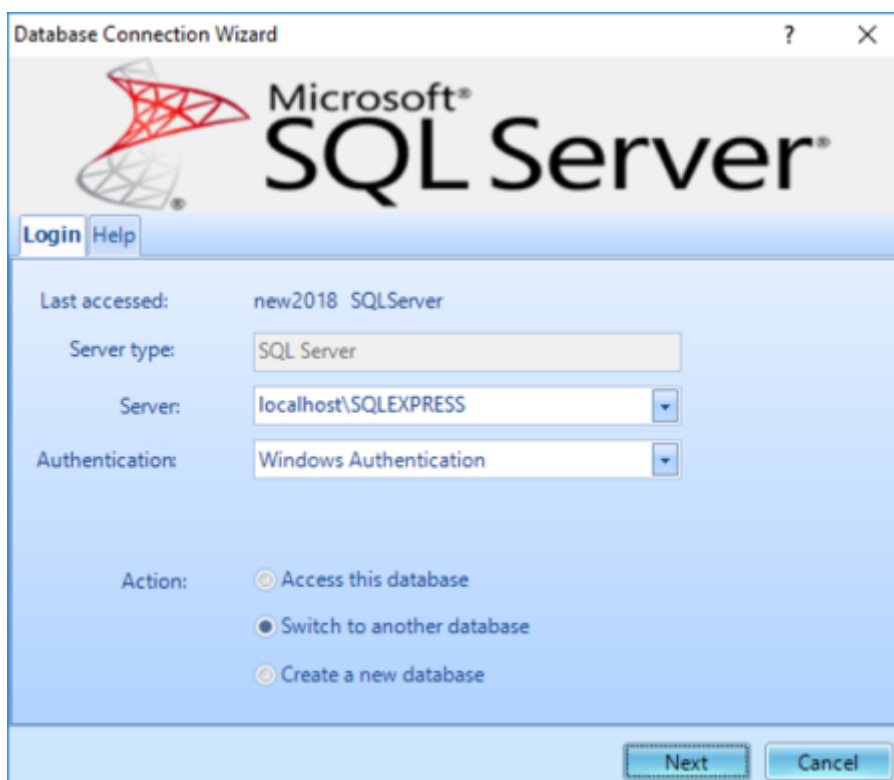 Database Connection Wizard ? ×
Microsoft®
SQL Server®
®
Login Help
Last accessed: new2018 SQLServer
Server type: SQL Server
Server: localhost\SQLEXPRESS
Authentication: Windows Authentication
Action: Access this database
Switch to another database
Create a new database
Next Cancel